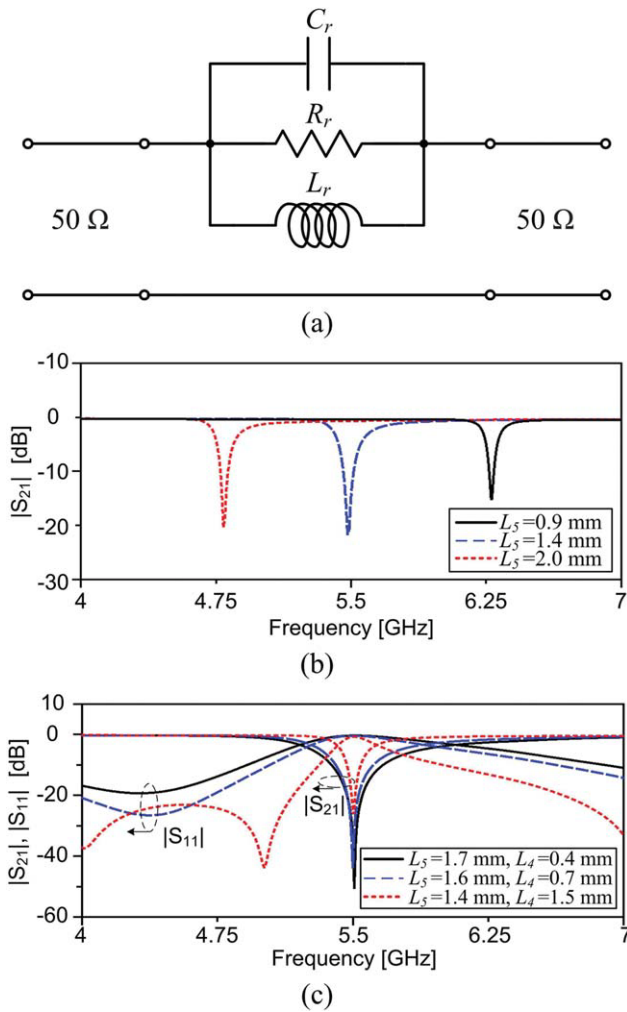 Cr
Rr
Lr
50 Ω 50 Ω
(a)
-10
0
-10
-20
-30
|S21| [dB]
L5=0.9 mm
L5=1.4 mm
L5=2.0 mm
4 4.75 5.5 6.25 7
Frequency [GHz]
(b)
10
0
-20
-40
-60
|S21|, |S11| [dB]
|S11|
|S21|
L5=1.7 mm, L4=0.4 mm
L5=1.6 mm, L4=0.7 mm
L5=1.4 mm, L4=1.5 mm
4 4.75 5.5 6.25 7
Frequency [GHz]
(c)